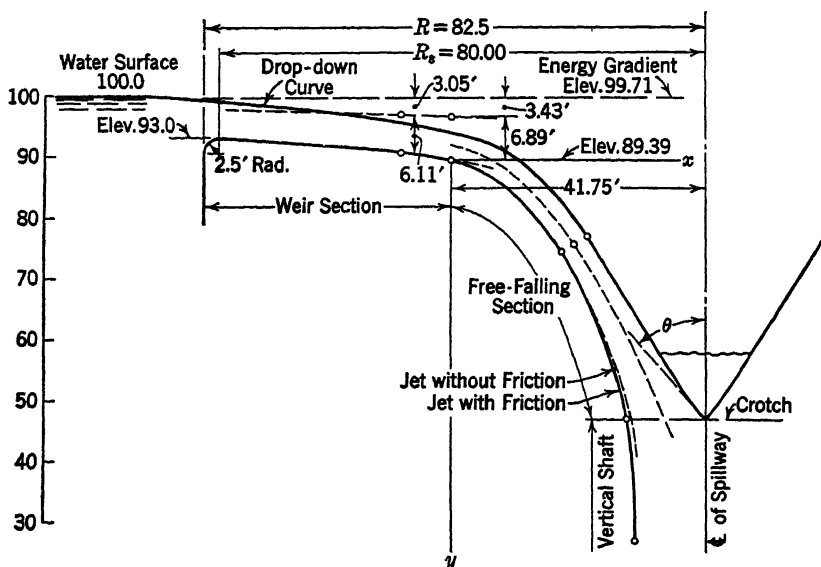 R = 82.5
Rs = 80.00
Water Surface
100.0
Drop-down
Curve
3.05′
Energy Gradient
Elev. 99.71
3.43′
6.89′
Elev. 93.0
Elev. 89.39
x
2.5′ Rad.
6.11′
41.75′
Weir Section
Free-Falling
Section
θ
Jet without Friction
Jet with Friction
Crotch
Vertical Shaft
℄ of Spillway
y
100
90
80
70
60
50
40
30